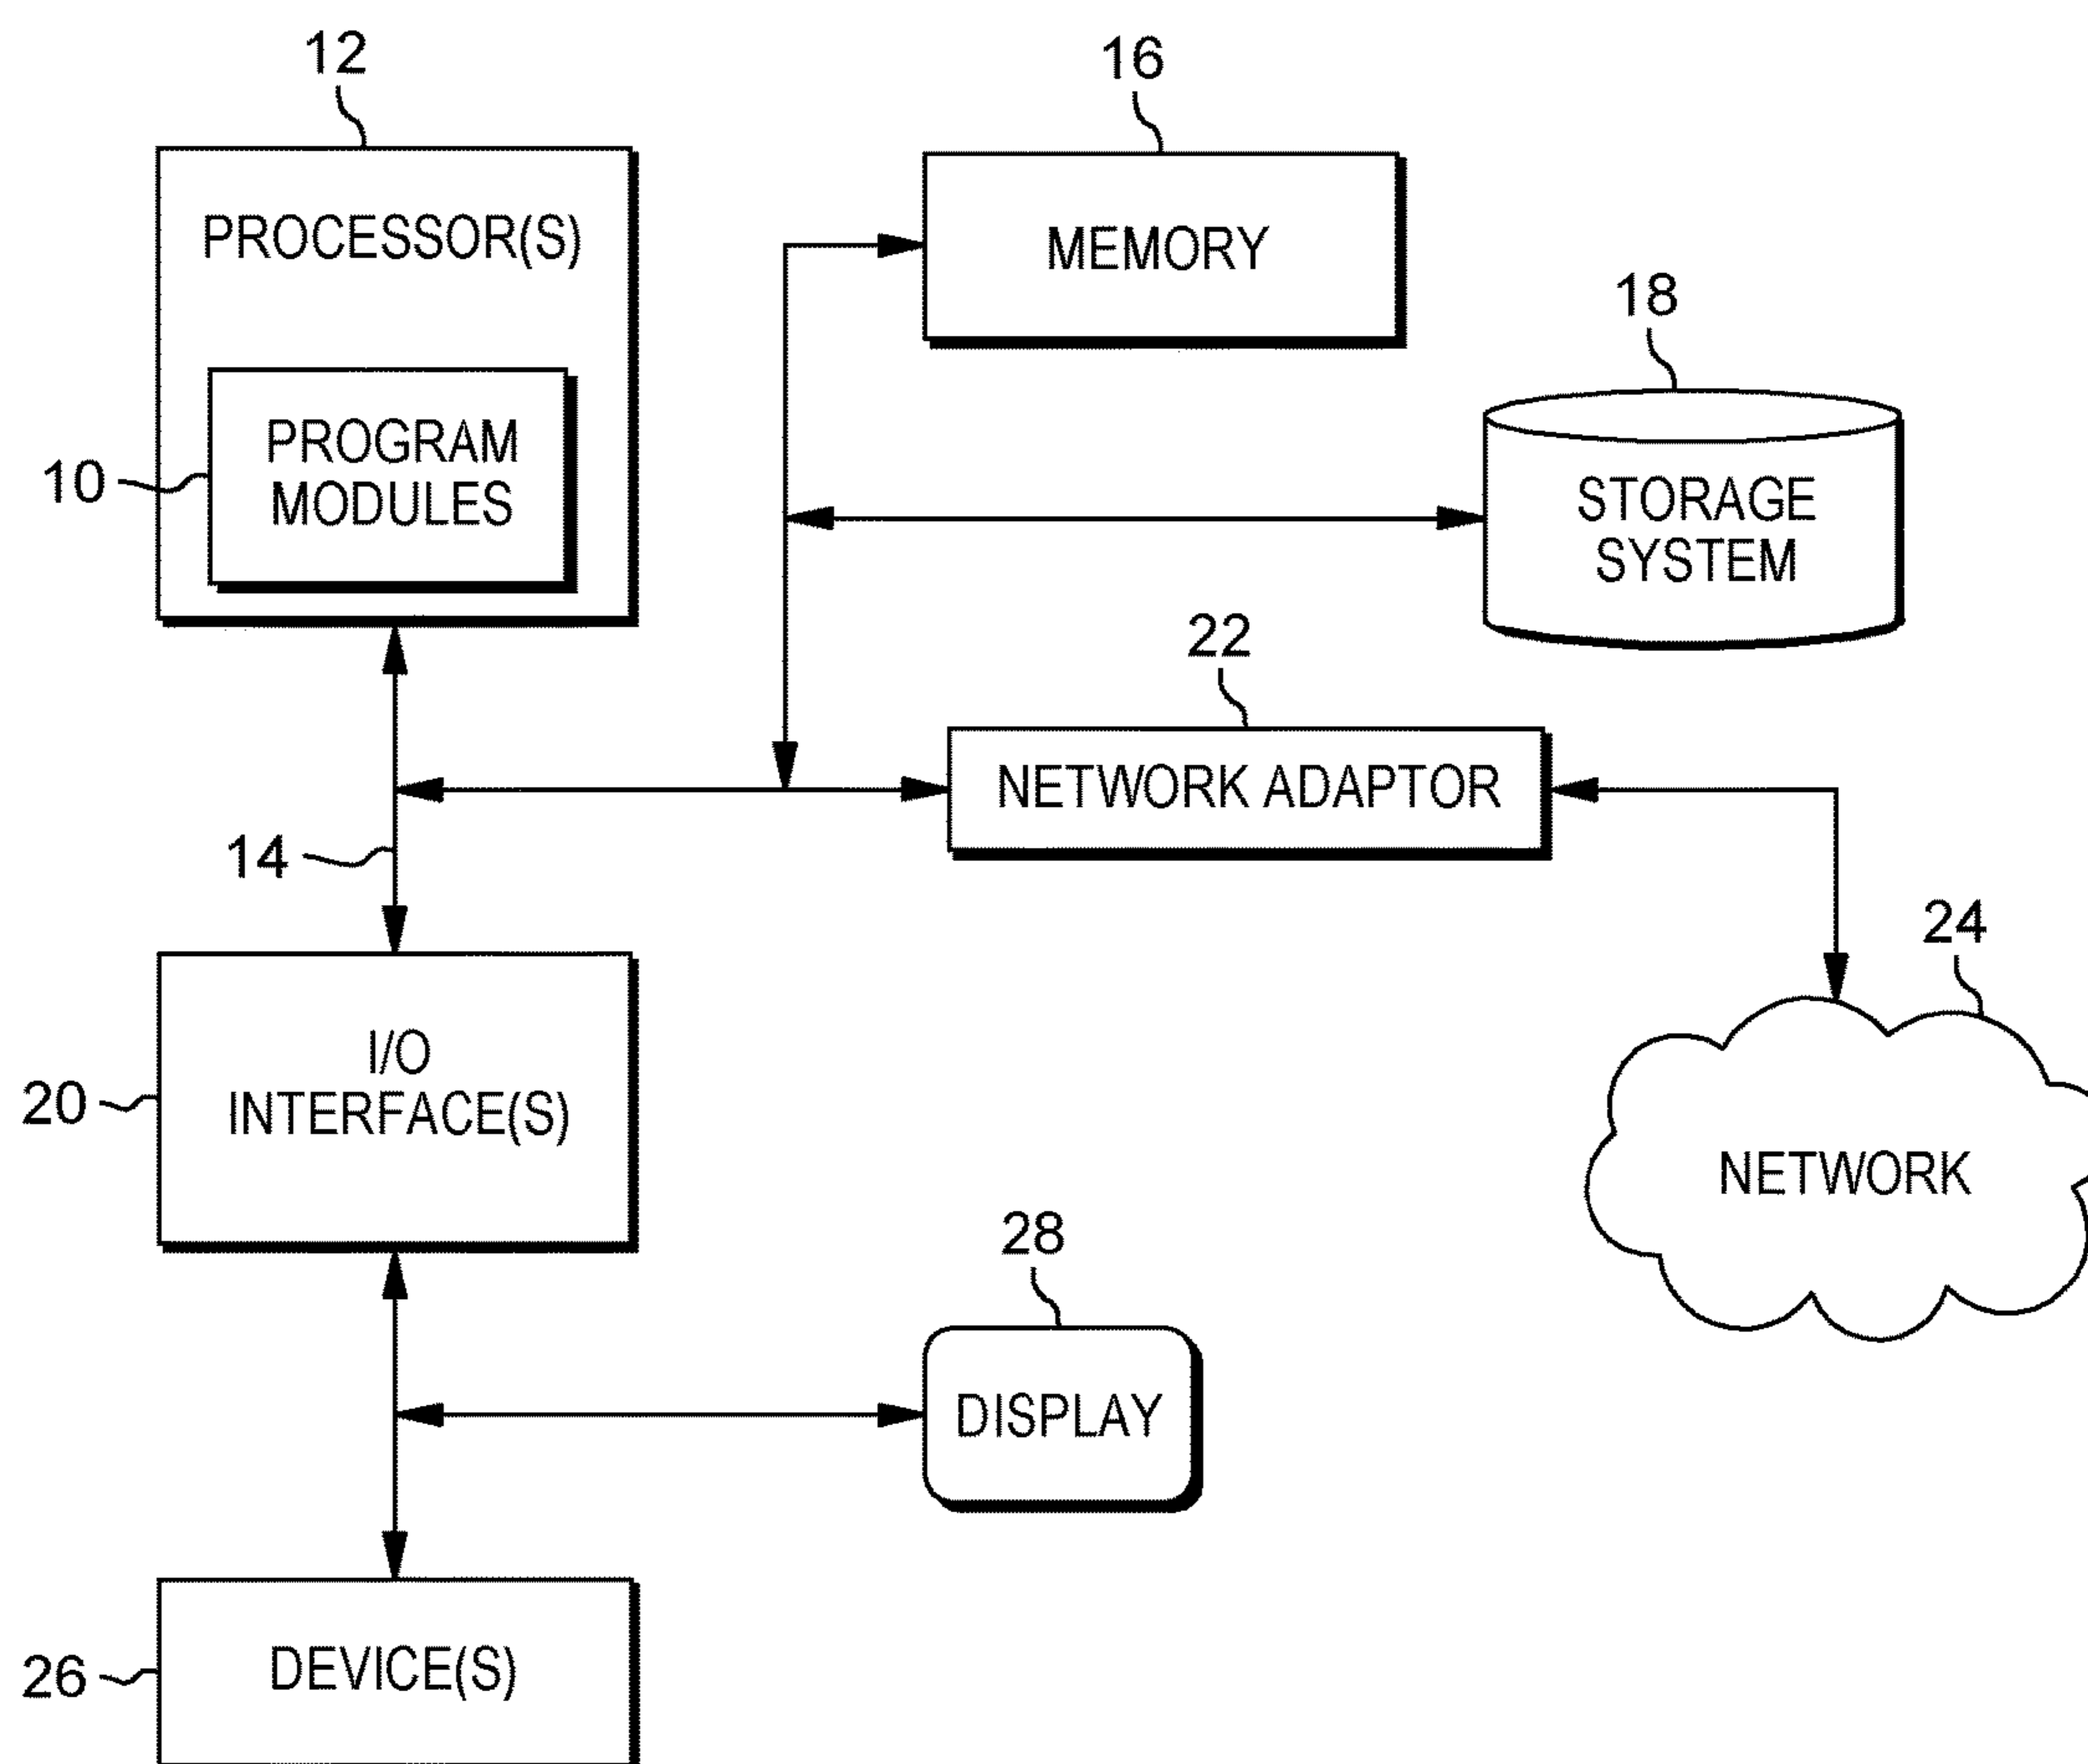 12
PROCESSOR(S)
10
PROGRAM
MODULES
16
MEMORY
18
STORAGE
SYSTEM
22
NETWORK ADAPTOR
14
24
NETWORK
20
I/O
INTERFACE(S)
28
DISPLAY
26
DEVICE(S)